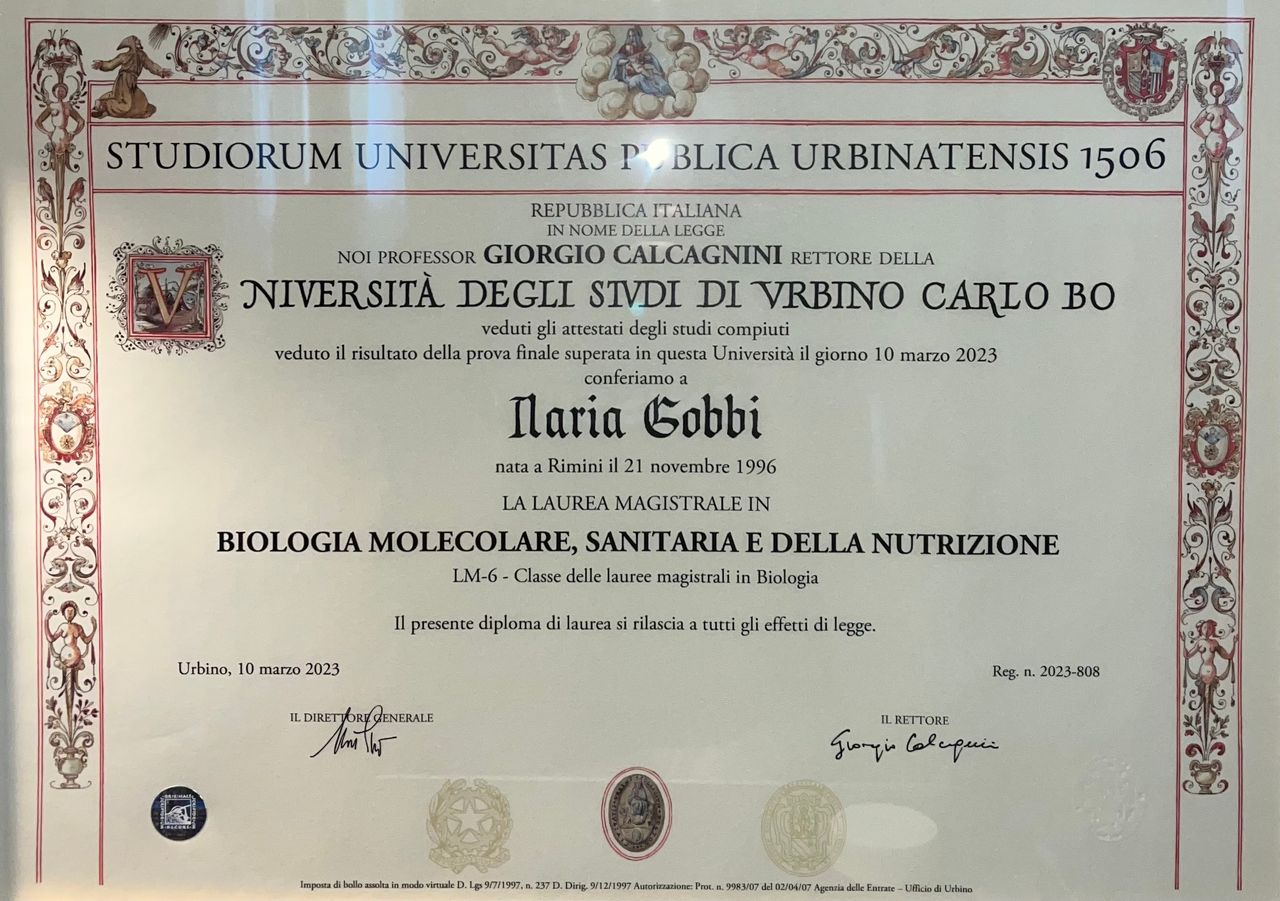 STUDIORUM UNIVERSITAS PUBLICA URBINATENSIS 1506
REPUBBLICA ITALIANA
IN NOME DELLA LEGGE
NOI PROFESSOR GIORGIO CALCAGNINI RETTORE DELLA
VNIVERSITÀ DEGLI STVDI DI VRBINO CARLO BO
veduti gli attestati degli studi compiuti
veduto il risultato della prova finale superata in questa Università il giorno 10 marzo 2023
conferiamo a
Ilaria Gobbi
nata a Rimini il 21 novembre 1996
LA LAUREA MAGISTRALE IN
BIOLOGIA MOLECOLARE, SANITARIA E DELLA NUTRIZIONE
LM-6 - Classe delle lauree magistrali in Biologia
Il presente diploma di laurea si rilascia a tutti gli effetti di legge.
Urbino, 10 marzo 2023
Reg. n. 2023-808
IL DIRETTORE GENERALE
IL RETTORE
Giorgio Calcagnini
Imposta di bollo assolta in modo virtuale D. Lgs 9/7/1997, n. 237 D. Dirig. 9/12/1997 Autorizzazione: Prot. n. 9983/07 del 02/04/07 Agenzia delle Entrate – Ufficio di Urbino